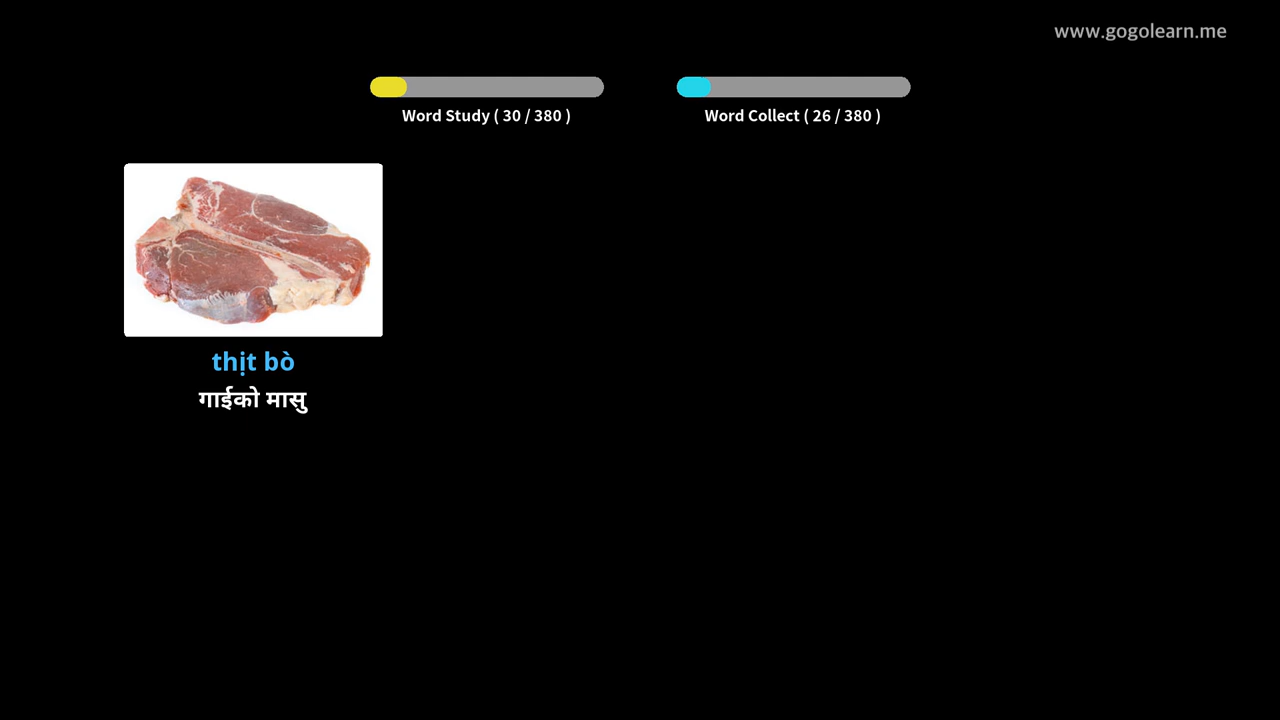 www.gogolearn.me
Word Study ( 30 / 380 )
Word Collect ( 26 / 380 )
thịt bò
गाईको मासु